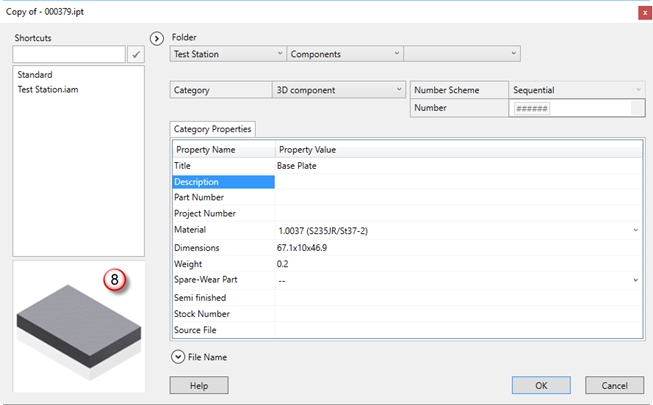 Copy of - 000379.ipt
x
Shortcuts
Folder
Test Station Components
Standard
Test Station.iam
Category 3D component Number Scheme Sequential
Number ######
Category Properties
Property Name Property Value
Title Base Plate
Description
Part Number
Project Number
Material 1.0037 (S235JR/St37-2)
Dimensions 67.1x10x46.9
Weight 0.2
Spare-Wear Part --
Semi finished
Stock Number
Source File
8
File Name
Help OK Cancel